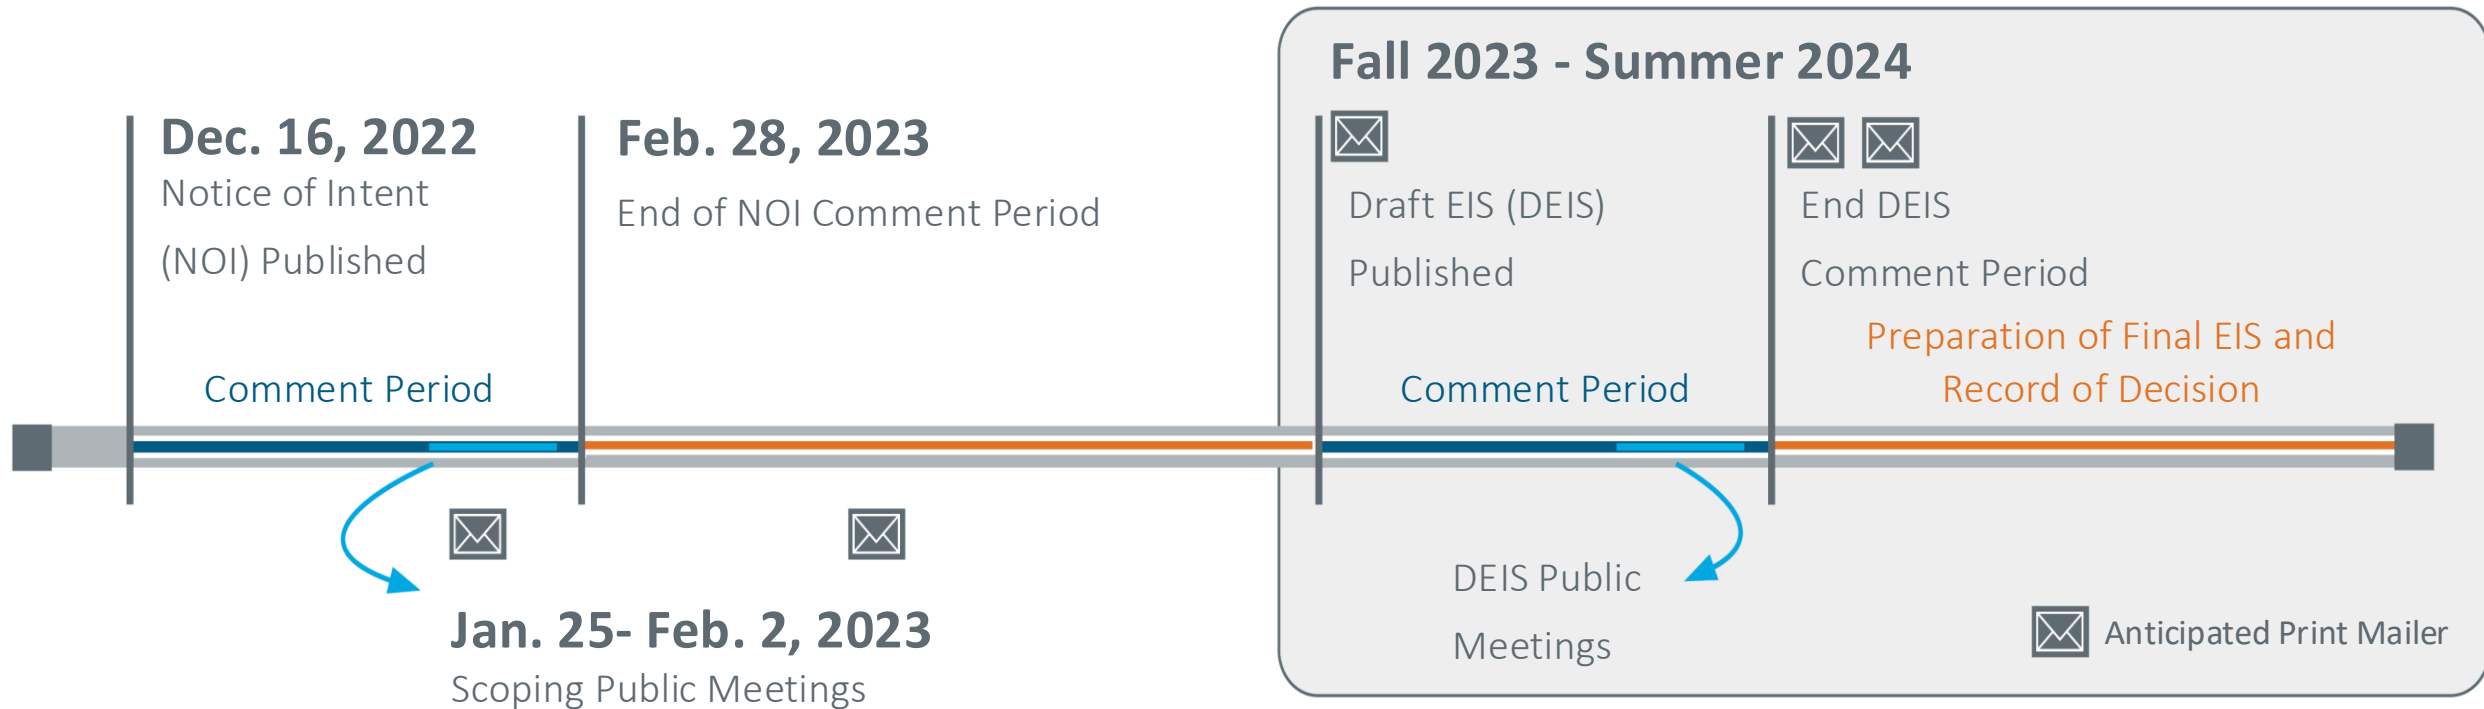 Dec. 16, 2022
Notice of Intent
(NOI) Published
Comment Period
Feb. 28, 2023
End of NOI Comment Period
Jan. 25- Feb. 2, 2023
Scoping Public Meetings
Fall 2023 - Summer 2024
Draft EIS (DEIS)
Published
Comment Period
DEIS Public
Meetings
End DEIS
Comment Period
Preparation of Final EIS and
Record of Decision
Anticipated Print Mailer